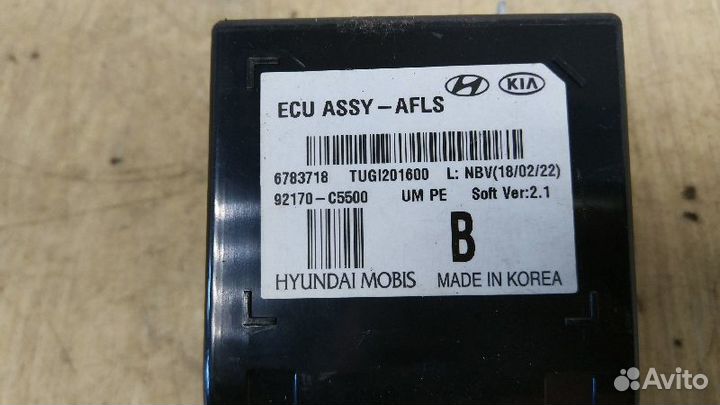 ECU ASSY-AFLS KIA
6783718 TUGI201600 L: NBV(18/02/22)
92170-C5500 UM PE Soft Ver:2.1
B
HYUNDAI MOBIS MADE IN KOREA
Avito